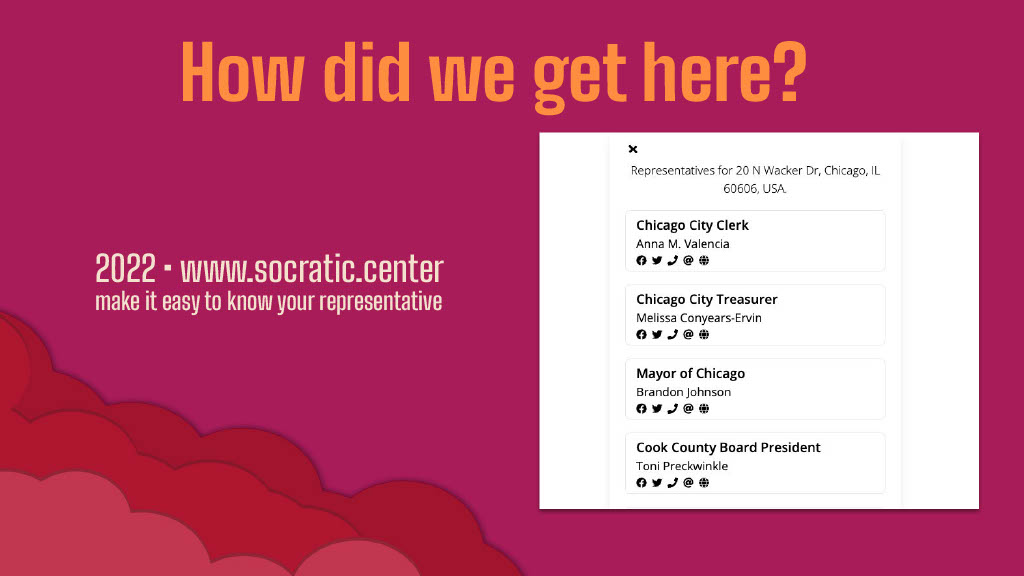 How did we get here?
2022 • www.socratic.center
make it easy to know your representative
Representatives for 20 N Wacker Dr, Chicago, IL
60606, USA.
Chicago City Clerk
Anna M. Valencia
Chicago City Treasurer
Melissa Conyears-Ervin
Mayor of Chicago
Brandon Johnson
Cook County Board President
Toni Preckwinkle